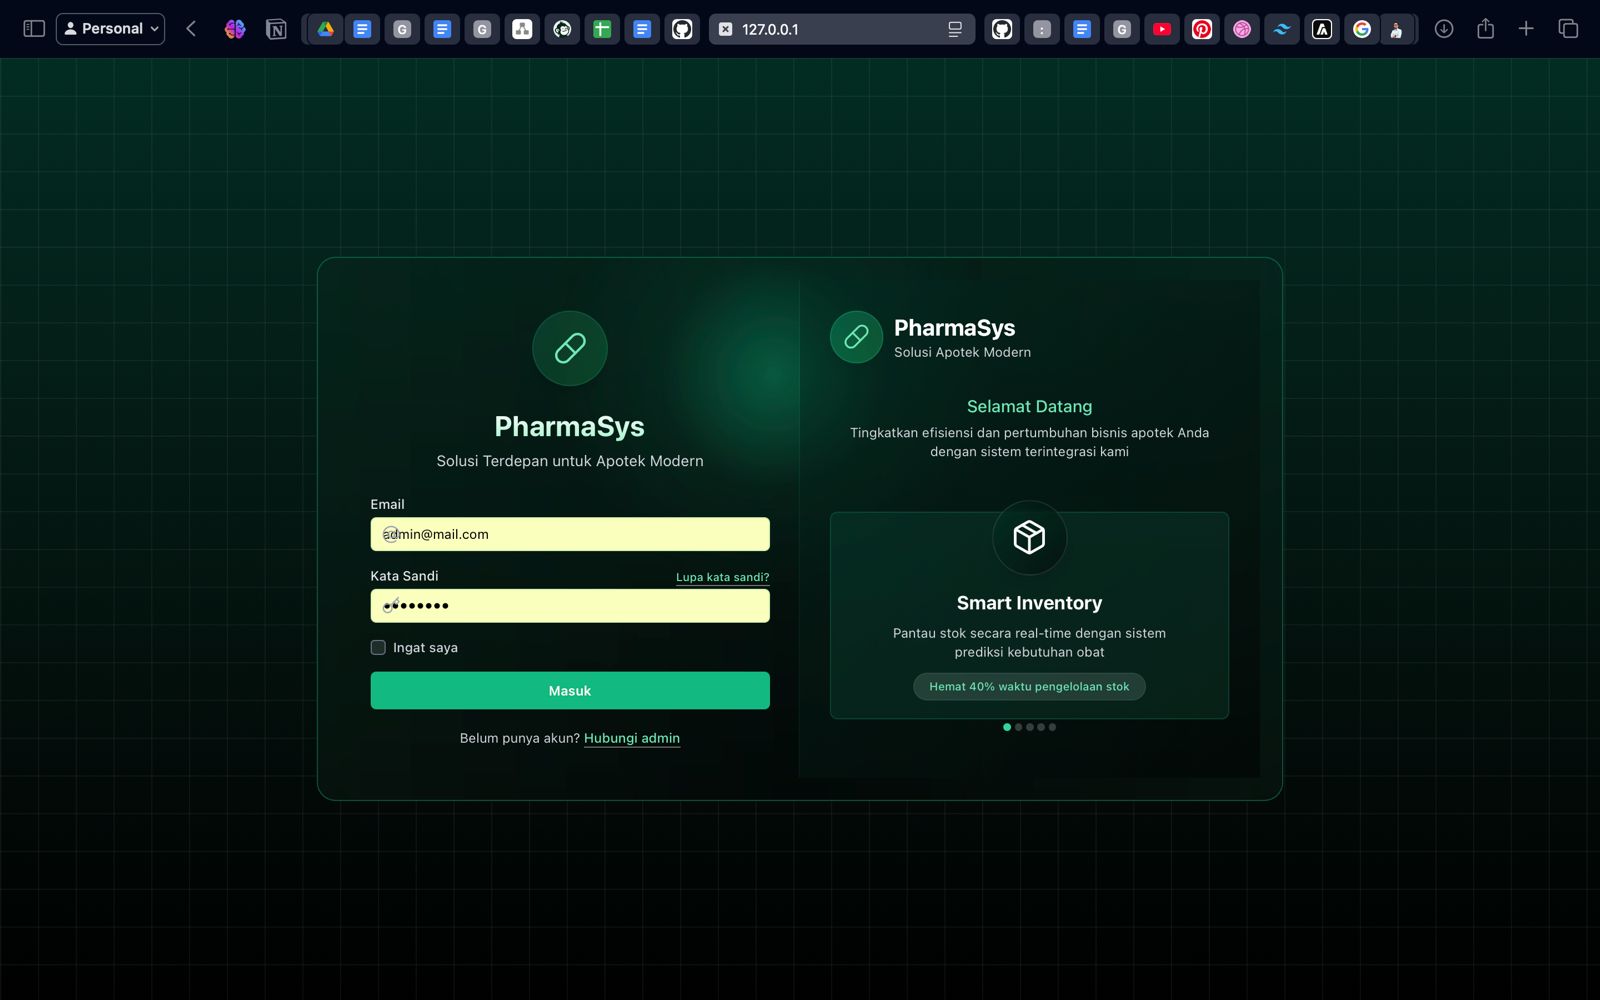 Personal
127.0.0.1
PharmaSys
Solusi Terdepan untuk Apotek Modern
Email
admin@mail.com
Kata Sandi
Lupa kata sandi?
Ingat saya
Masuk
Belum punya akun? Hubungi admin
PharmaSys
Solusi Apotek Modern
Selamat Datang
Tingkatkan efisiensi dan pertumbuhan bisnis apotek Anda
dengan sistem terintegrasi kami
Smart Inventory
Pantau stok secara real-time dengan sistem
prediksi kebutuhan obat
Hemat 40% waktu pengelolaan stok